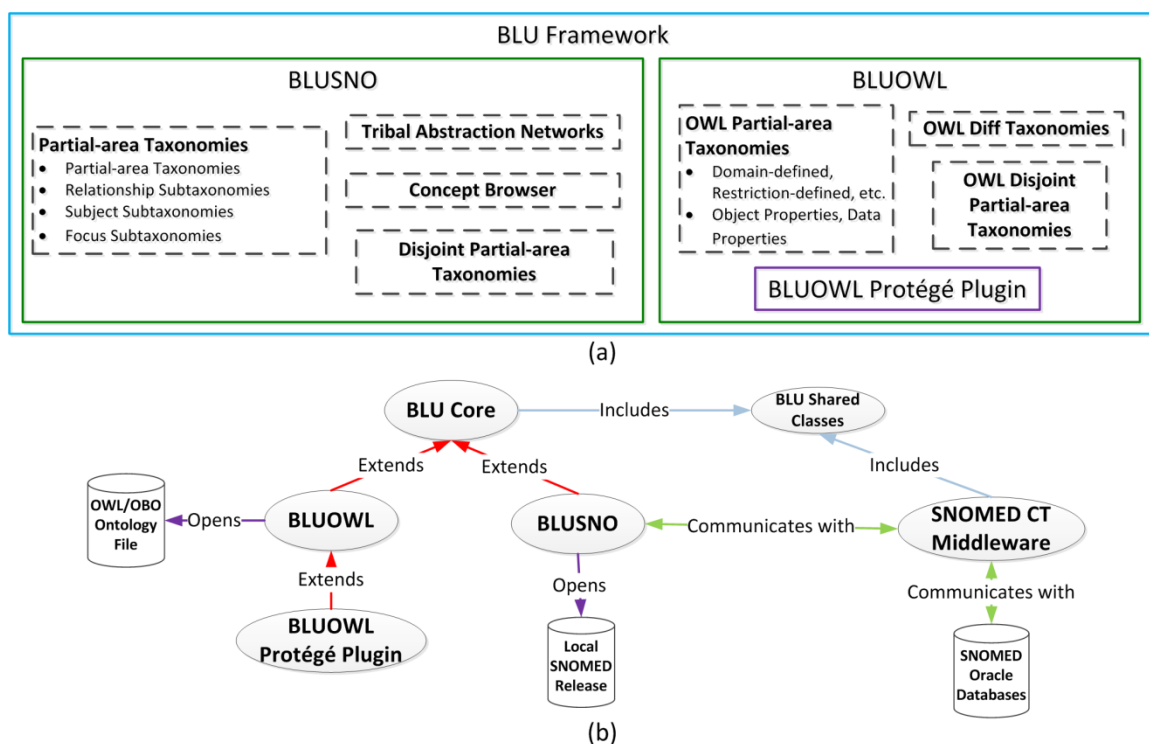 BLU Framework
BLUSNO
Partial-area Taxonomies
• Partial-area Taxonomies
• Relationship Subtaxonomies
• Subject Subtaxonomies
• Focus Subtaxonomies
Tribal Abstraction Networks
Concept Browser
Disjoint Partial-area
Taxonomies
BLUOWL
OWL Partial-area
Taxonomies
• Domain-defined,
Restriction-defined, etc.
• Object Properties, Data
Properties
OWL Diff Taxonomies
OWL Disjoint
Partial-area
Taxonomies
BLUOWL Protégé Plugin
(a)
BLU Core
Includes
BLU Shared
Classes
Extends
Extends
Includes
OWL/OBO
Ontology
File
Opens
BLUOWL
BLUSNO
Communicates with
SNOMED CT
Middleware
Extends
Opens
Communicates with
BLUOWL
Protégé Plugin
Local
SNOMED
Release
SNOMED
Oracle
Databases
(b)